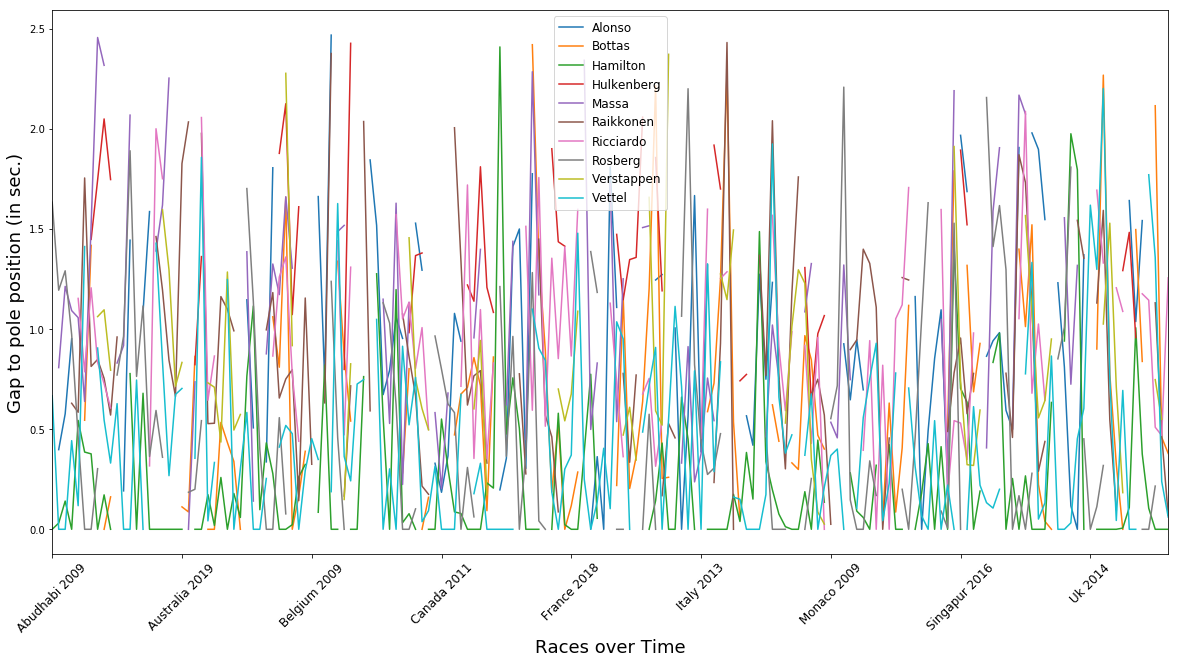 Gap to pole position (in sec.)
2.5
2.0
1.5
1.0
0.5
0.0
Alonso
Bottas
Hamilton
Hulkenberg
Massa
Raikkonen
Ricciardo
Rosberg
Verstappen
Vettel
Abudhabi 2009
Australia 2019
Belgium 2009
Canada 2011
France 2018
Italy 2013
Monaco 2009
Singapur 2016
Uk 2014
Races over Time